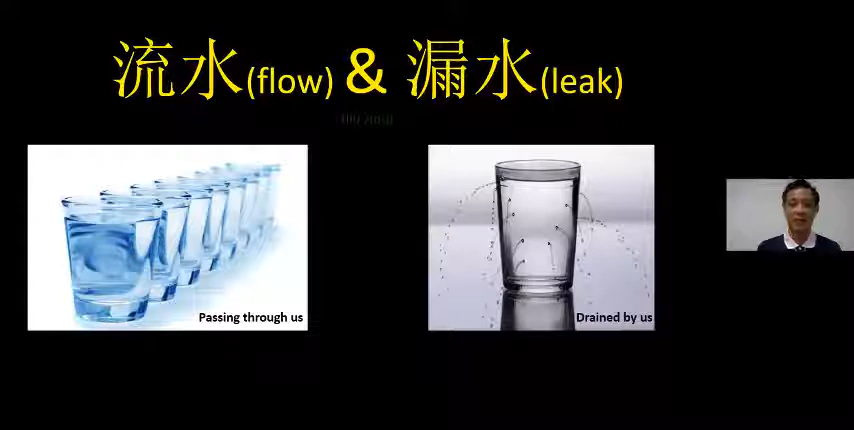 流水(flow) & 漏水(leak)
Passing through us
Drained by us